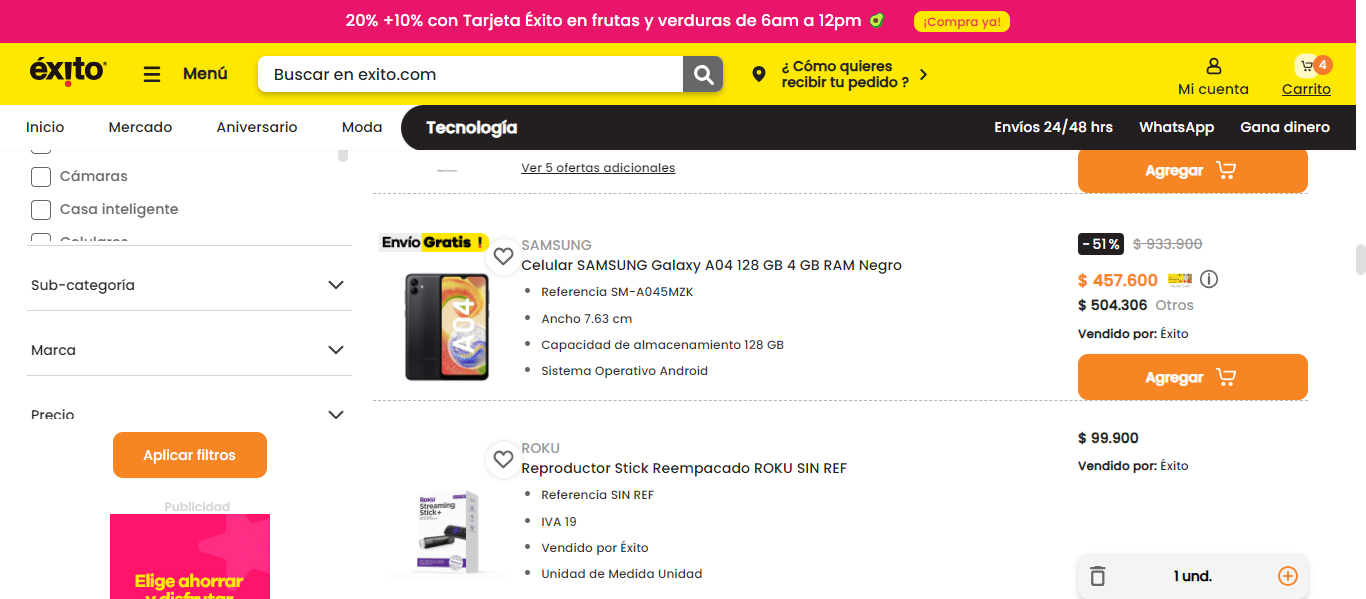 20% +10% con Tarjeta Éxito en frutas y verduras de 6am a 12pm
¡Compra ya!
éxito
Menú
Buscar en exito.com
¿ Cómo quieres
recibir tu pedido ?
Mi cuenta
4
Carrito
Inicio
Mercado
Aniversario
Moda
Tecnología
Envíos 24/48 hrs
WhatsApp
Gana dinero
Cámaras
Casa inteligente
Celulares
Sub-categoría
Marca
Precio
Aplicar filtros
Publicidad
Elige ahorrar
y disfrutar
Ver 5 ofertas adicionales
Agregar
Envío Gratis !
A04
SAMSUNG
Celular SAMSUNG Galaxy A04 128 GB 4 GB RAM Negro
Referencia SM-A045MZK
Ancho 7.63 cm
Capacidad de almacenamiento 128 GB
Sistema Operativo Android
- 51 %
$ 933.900
$ 457.600
$ 504.306 Otros
Vendido por: Éxito
Agregar
Roku
Streaming
Stick+
ROKU
Reproductor Stick Reempacado ROKU SIN REF
Referencia SIN REF
IVA 19
Vendido por Éxito
Unidad de Medida Unidad
$ 99.900
Vendido por: Éxito
1 und.